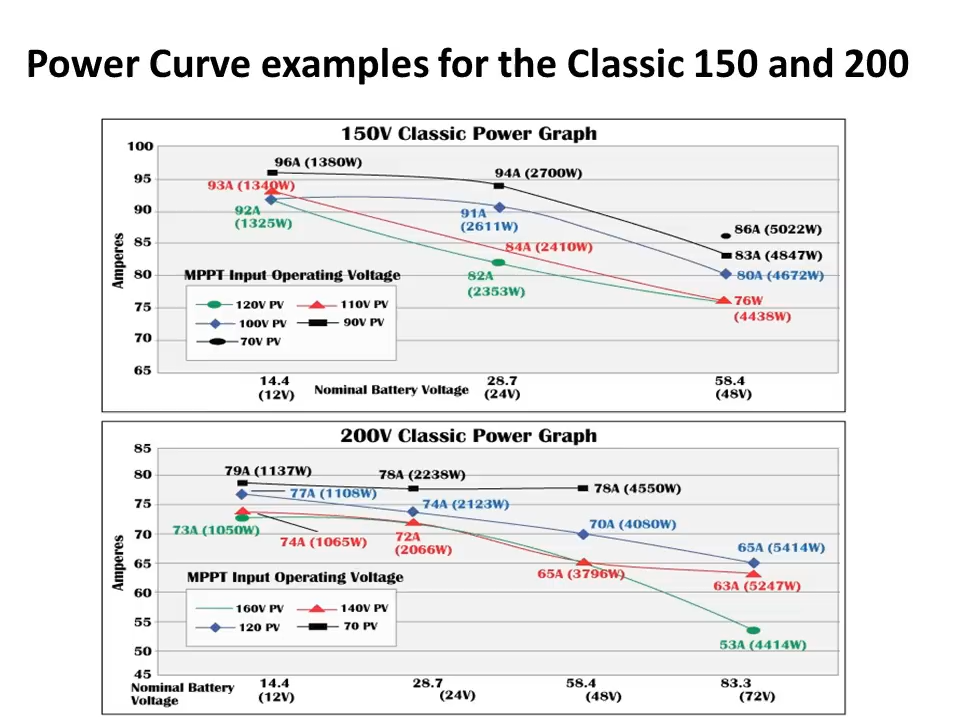 Power Curve examples for the Classic 150 and 200
150V Classic Power Graph
Amperes
100
95
90
85
80
75
70
65
96A (1380W)
93A (1340W)
92A
(1325W)
94A (2700W)
91A
(2611W)
84A (2410W)
82A
(2353W)
86A (5022W)
83A (4847W)
80A (4672W)
76W
(4438W)
MPPT Input Operating Voltage
120V PV
110V PV
100V PV
90V PV
70V PV
14.4
(12V)
Nominal Battery Voltage
28.7
(24V)
58.4
(48V)
200V Classic Power Graph
Amperes
85
80
75
70
65
60
55
50
45
79A (1137W)
77A (1108W)
73A (1050W)
74A (1065W)
78A (2238W)
74A (2123W)
72A
(2066W)
78A (4550W)
70A (4080W)
65A (3796W)
65A (5414W)
63A (5247W)
53A (4414W)
MPPT Input Operating Voltage
160V PV
140V PV
120 PV
70 PV
Nominal Battery
Voltage
14.4
(12V)
28.7
(24V)
58.4
(48V)
83.3
(72V)